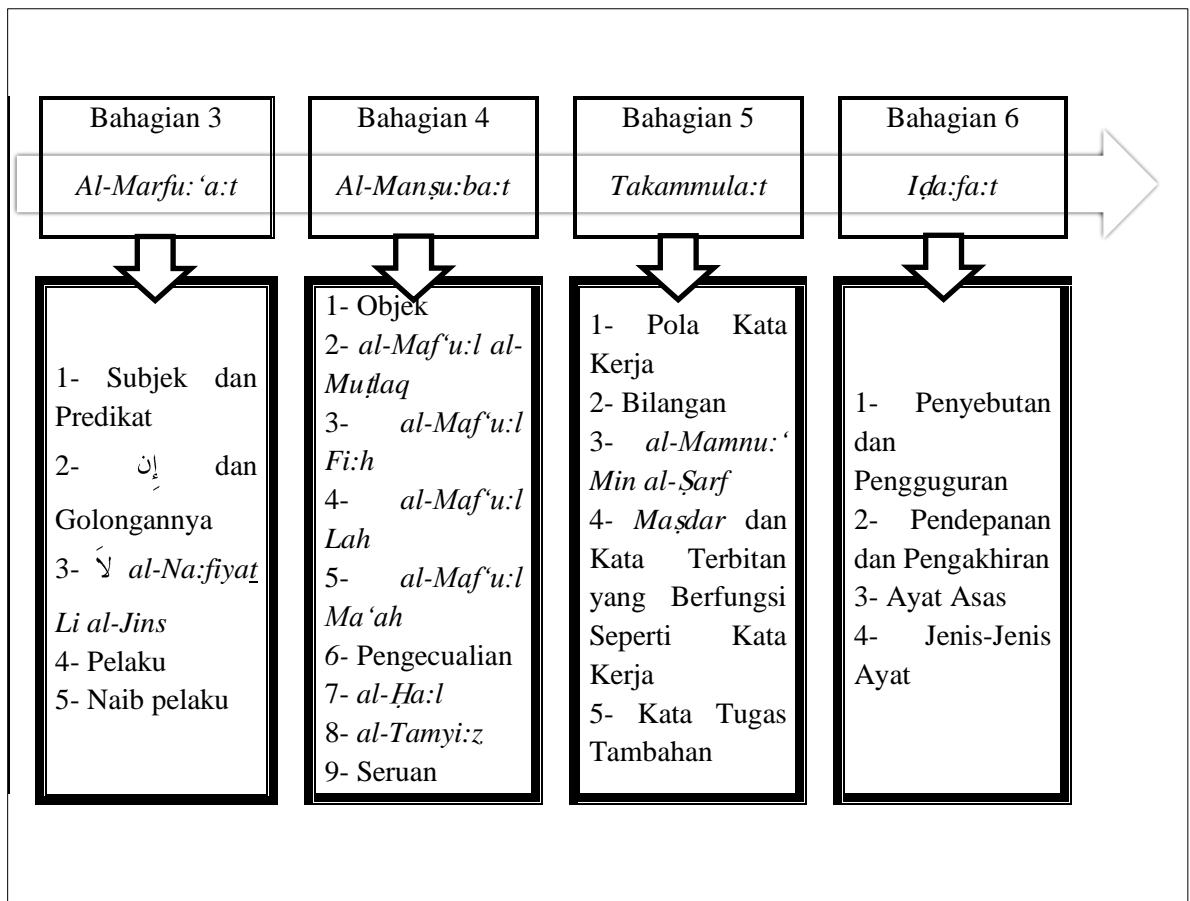 Bahagian 3
Al-Marfu:‘a:t
1- Subjek dan
Predikat
2- إِن dan
Golongannya
3- لاَ al-Na:fiyat
Li al-Jins
4- Pelaku
5- Naib pelaku
Bahagian 4
Al-Manṣu:ba:t
1- Objek
2- al-Maf‘u:l al-
Muṭlaq
3- al-Maf‘u:l
Fi:h
4- al-Maf‘u:l
Lah
5- al-Maf‘u:l
Ma‘ah
6- Pengecualian
7- al-Ḥa:l
8- al-Tamyi:z
9- Seruan
Bahagian 5
Takammula:t
1- Pola Kata
Kerja
2- Bilangan
3- al-Mamnu:‘
Min al-Ṣarf
4- Maṣdar dan
Kata Terbitan
yang Berfungsi
Seperti Kata
Kerja
5- Kata Tugas
Tambahan
Bahagian 6
Iḍa:fa:t
1- Penyebutan
dan
Pengguguran
2- Pendepanan
dan Pengakhiran
3- Ayat Asas
4- Jenis-Jenis
Ayat